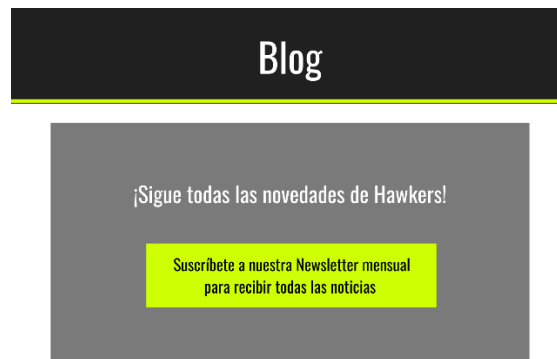 Blog
¡Sigue todas las novedades de Hawkers!
Suscríbete a nuestra Newsletter mensual
para recibir todas las noticias